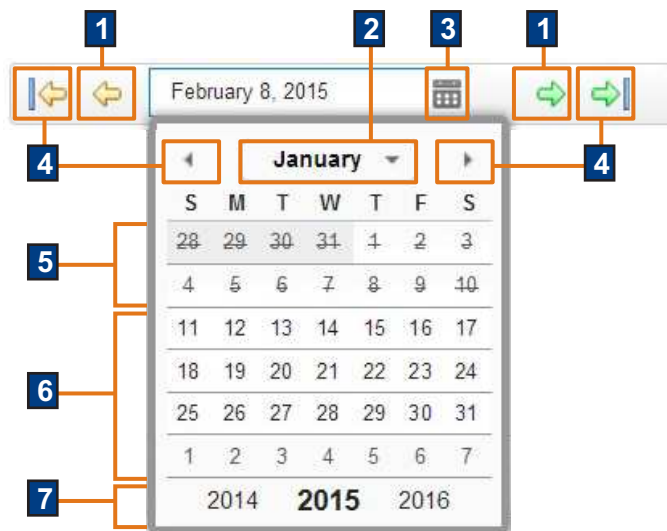 1 2 3 1
February 8, 2015
4 January 4
S M T W T F S
28 29 30 31 1 2 3
5
4 5 6 7 8 9 10
11 12 13 14 15 16 17
18 19 20 21 22 23 24
6
25 26 27 28 29 30 31
1 2 3 4 5 6 7
7 2014 2015 2016